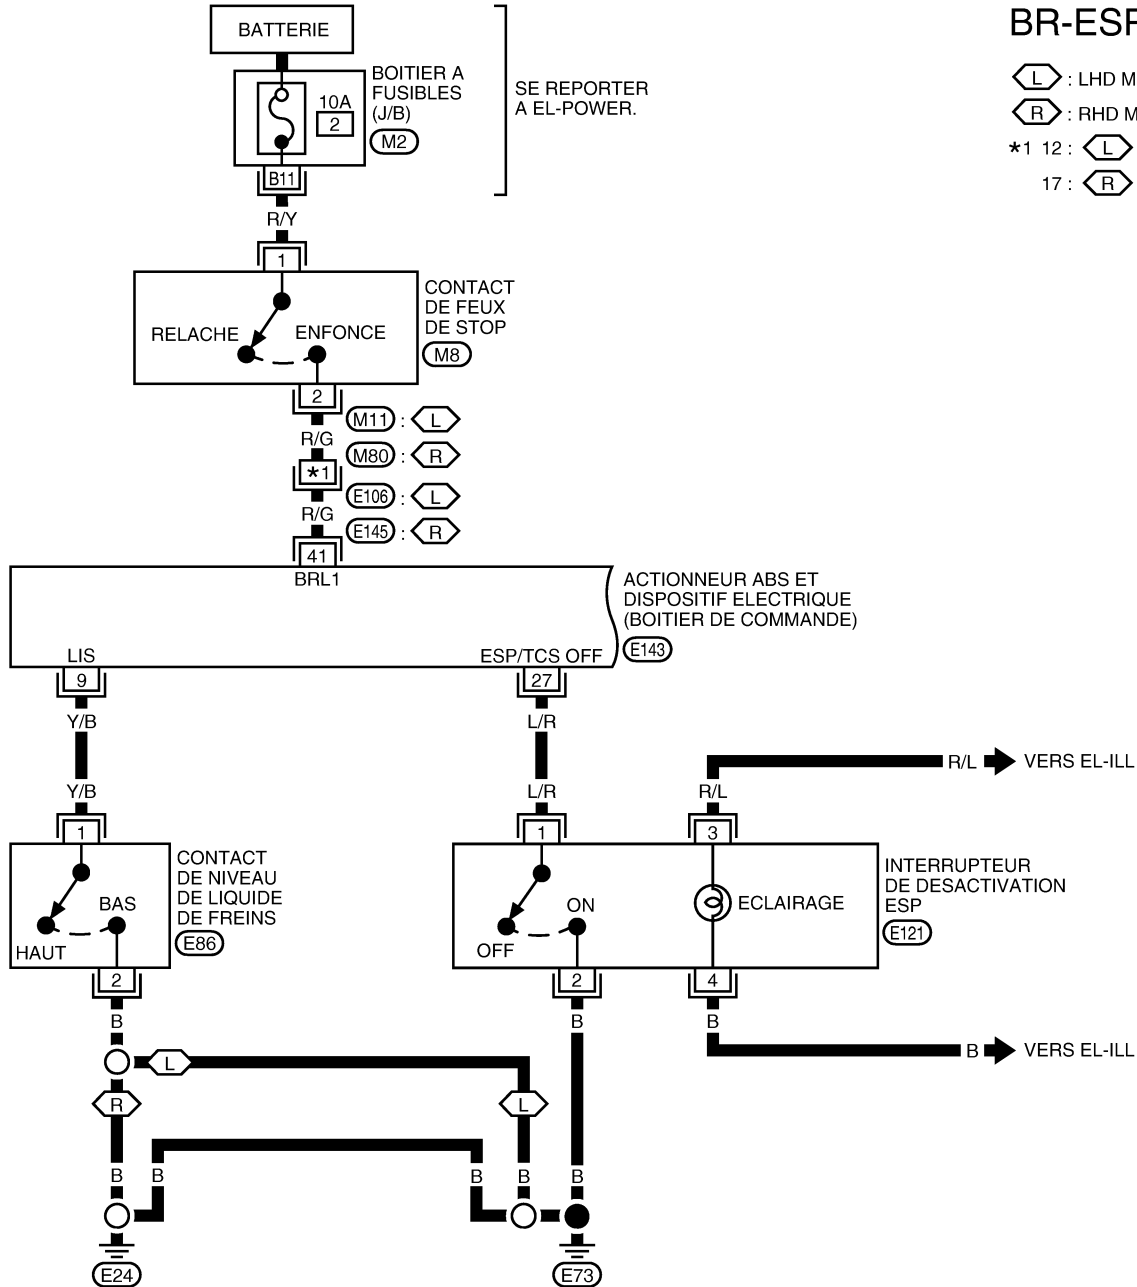 BATTERIE
BR-ESP
BOITIER A
FUSIBLES
(J/B)
M2
10A
2
SE REPORTER
A EL-POWER.
L : LHD M
R : RHD M
*1 12 : L
17 : R
B11
R/Y
1
CONTACT
DE FEUX
DE STOP
M8
RELACHE
ENFONCE
2
M11 : L
R/G
M80 : R
*1
E106 : L
R/G
E145 : R
41
BRL1
ACTIONNEUR ABS ET
DISPOSITIF ELECTRIQUE
(BOITIER DE COMMANDE)
E143
LIS
ESP/TCS OFF
9
27
Y/B
L/R
R/L
VERS EL-ILL
Y/B
L/R
R/L
1
1
3
CONTACT
DE NIVEAU
DE LIQUIDE
DE FREINS
E86
BAS
HAUT
ON
OFF
ECLAIRAGE
INTERRUPTEUR
DE DESACTIVATION
ESP
E121
2
2
4
B
B
B
B
VERS EL-ILL
L
R
L
B
B
B
B
B
E24
E73